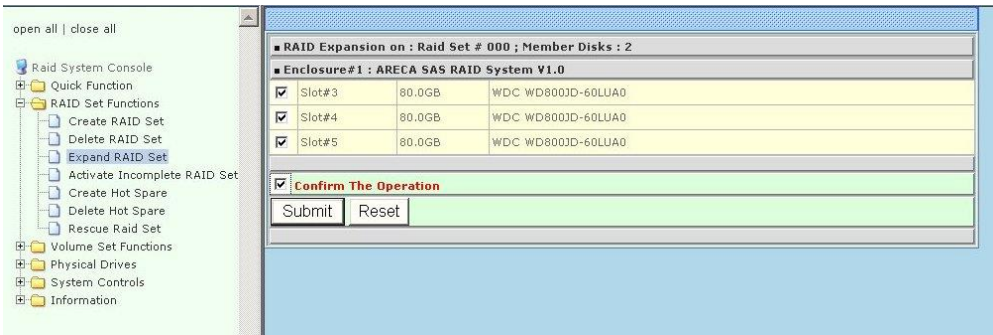 open all | close all
Raid System Console
Quick Function
RAID Set Functions
Create RAID Set
Delete RAID Set
Expand RAID Set
Activate Incomplete RAID Set
Create Hot Spare
Delete Hot Spare
Rescue Raid Set
Volume Set Functions
Physical Drives
System Controls
Information
RAID Expansion on : Raid Set # 000 ; Member Disks : 2
Enclosure#1 : ARECA SAS RAID System V1.0
Slot#3 80.0GB WDC WD800JD-60LUA0
Slot#4 80.0GB WDC WD800JD-60LUA0
Slot#5 80.0GB WDC WD800JD-60LUA0
Confirm The Operation
Submit Reset